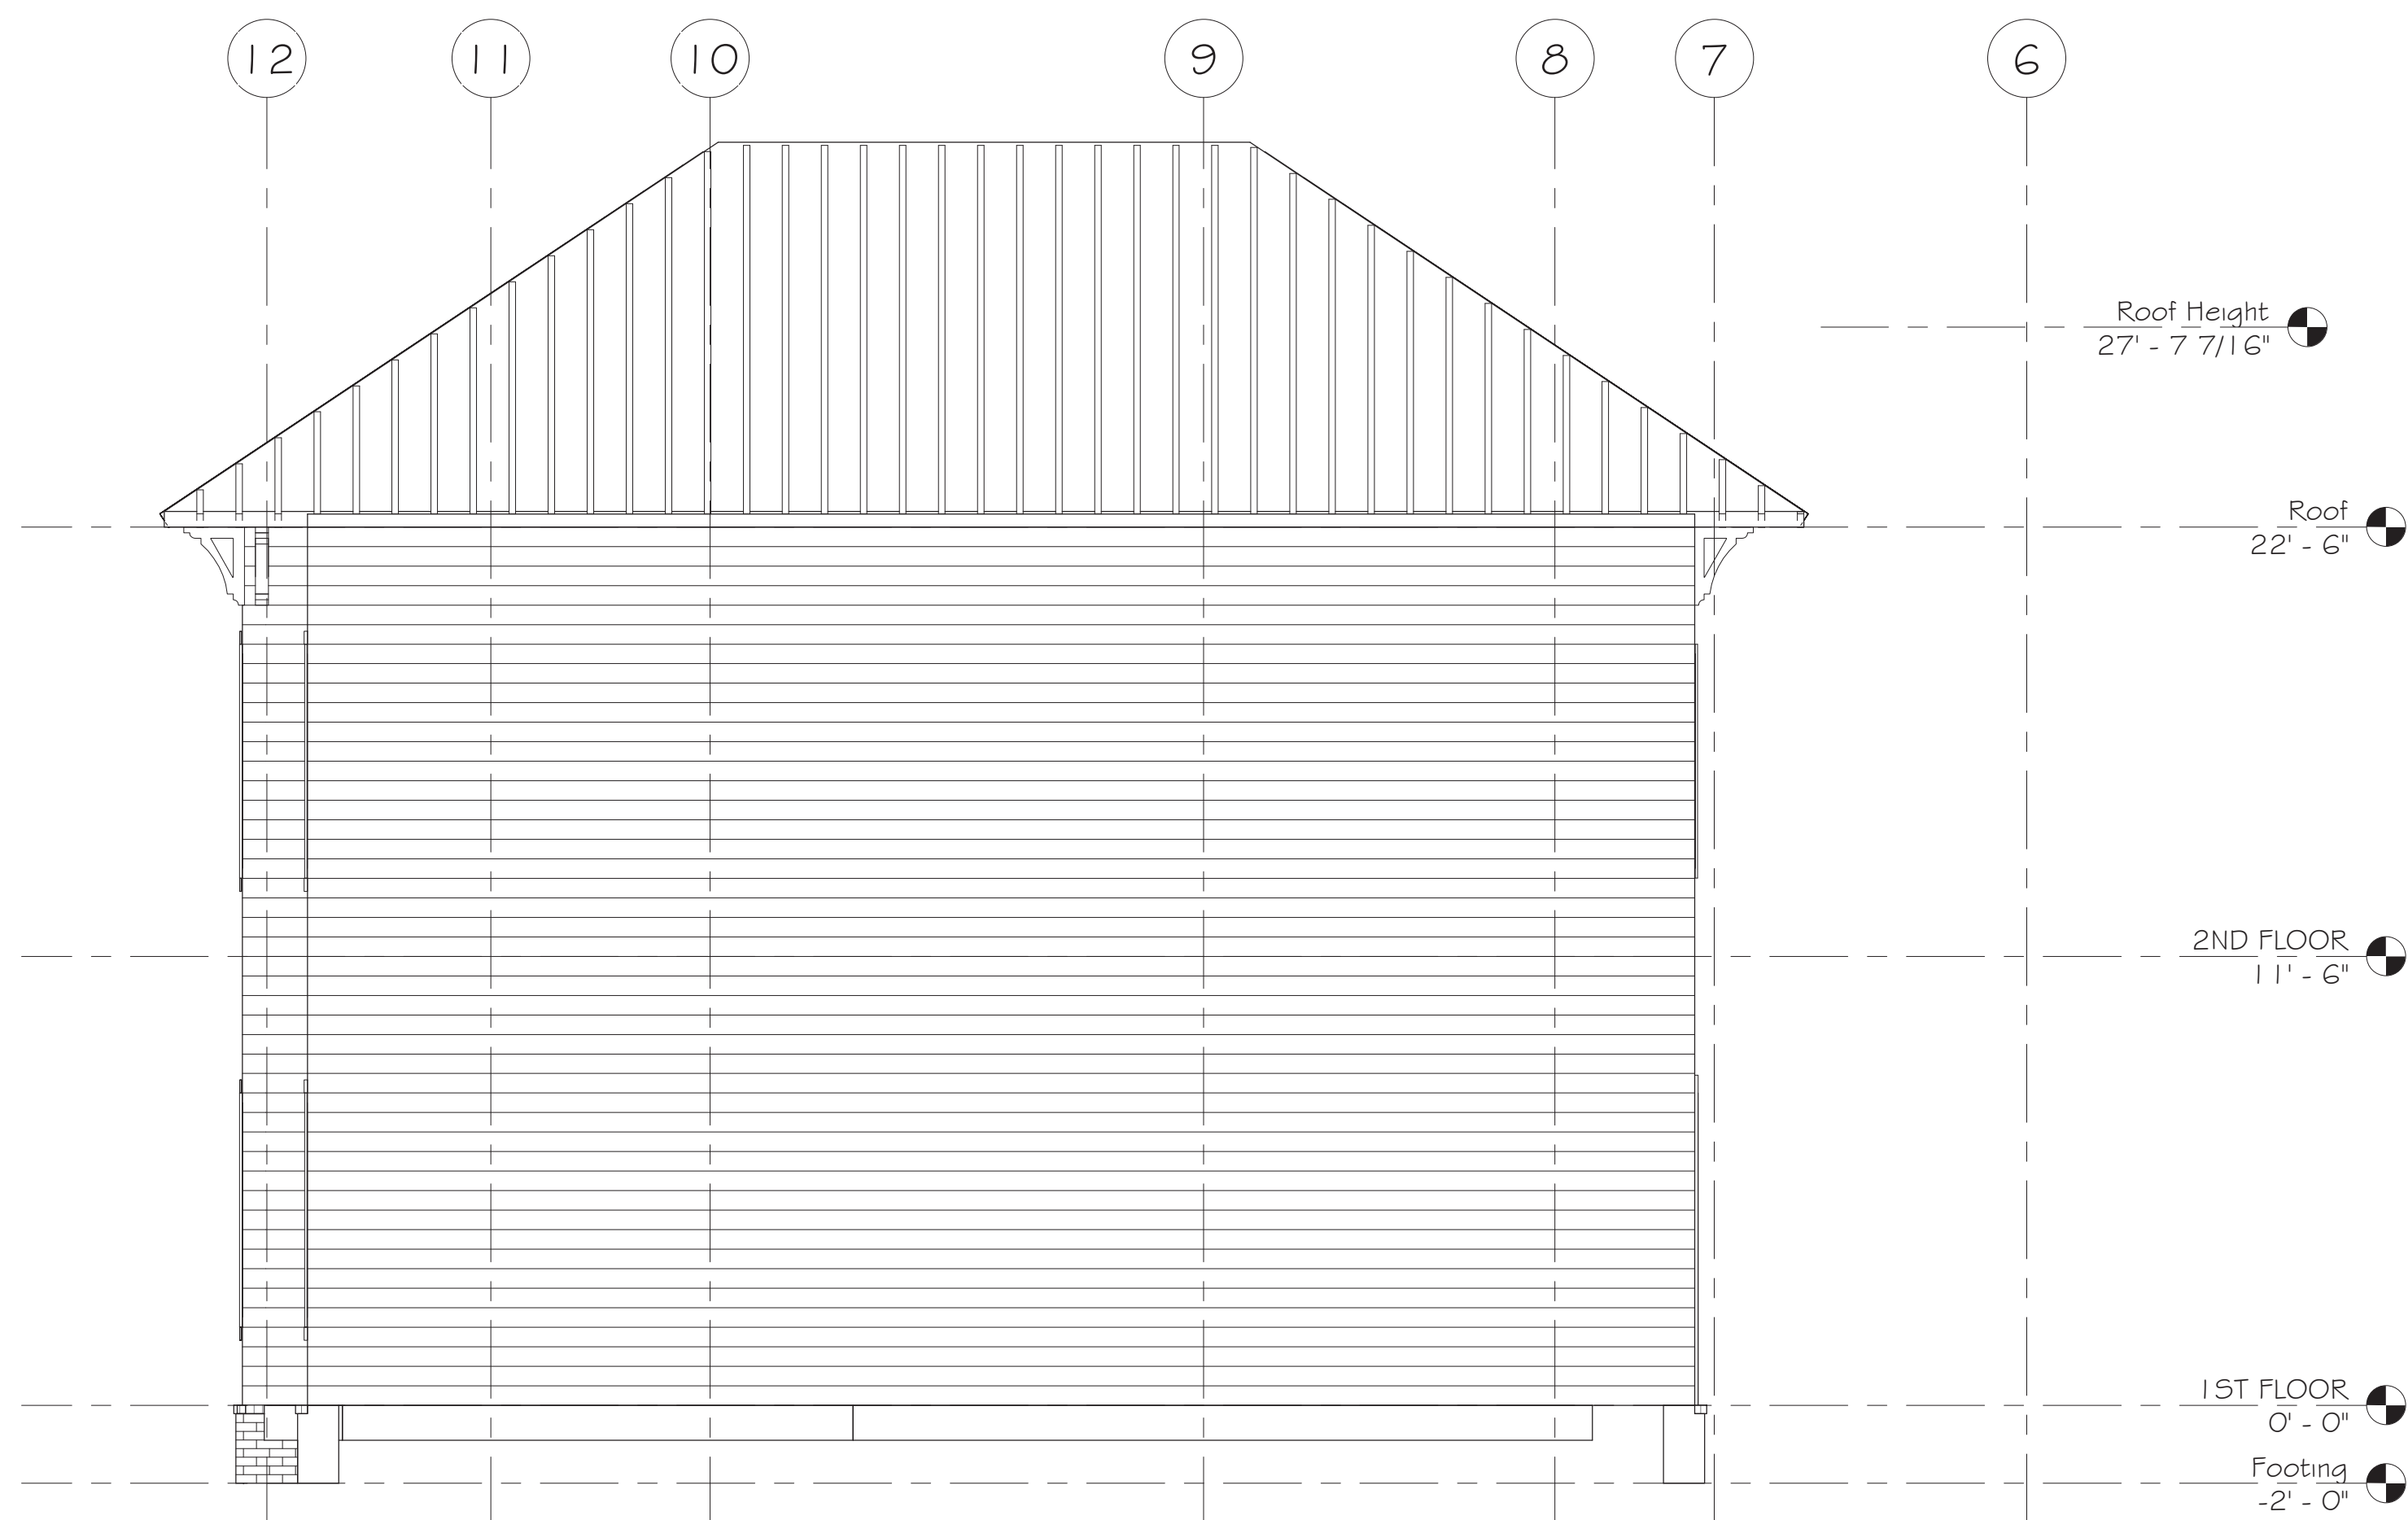 12 11 10 9 8 7 6
Roof Height
27' - 7 7/16"
Roof
22' - 6"
2ND FLOOR
11' - 6"
1ST FLOOR
0' - 0"
Footing
-2' - 0"